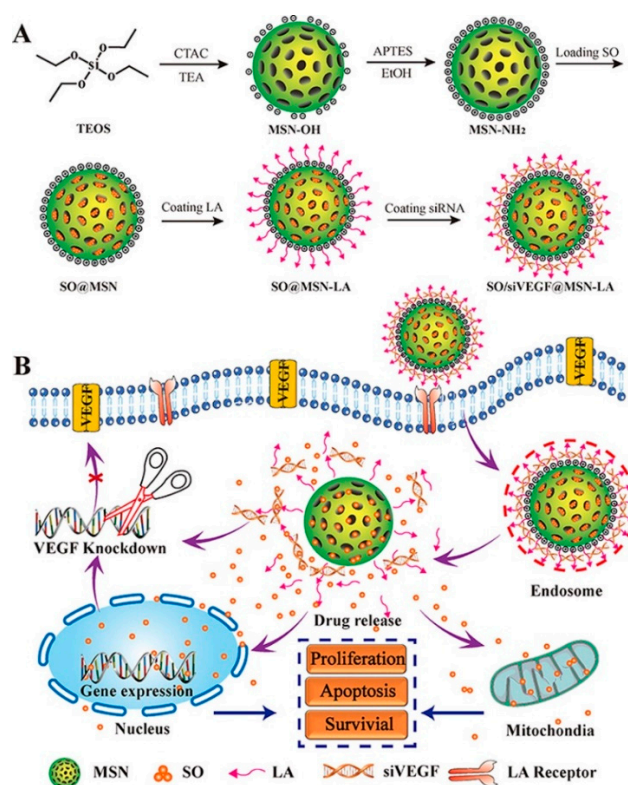 A
TEOS
CTAC
TEA
MSN-OH
APTES
EtOH
MSN-NH2
Loading SO
SO@MSN
Coating LA
SO@MSN-LA
Coating siRNA
SO/siVEGF@MSN-LA
B
VEGF
VEGF
VEGF
VEGF Knockdown
Drug release
Endosome
Gene expression
Nucleus
Proliferation
Apoptosis
Survivial
Mitochondia
MSN SO LA siVEGF LA Receptor